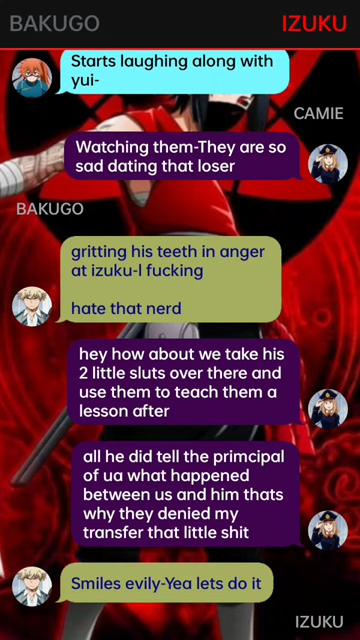 BAKUGO
IZUKU
Starts laughing along with
yui-
CAMIE
Watching them-They are so
sad dating that loser
BAKUGO
gritting his teeth in anger
at izuku-I fucking
hate that nerd
hey how about we take his
2 little sluts over there and
use them to teach them a
lesson after
all he did tell the primcipal
of ua what happened
between us and him thats
why they denied my
transfer that little shit
Smiles evily-Yea lets do it
IZUKU